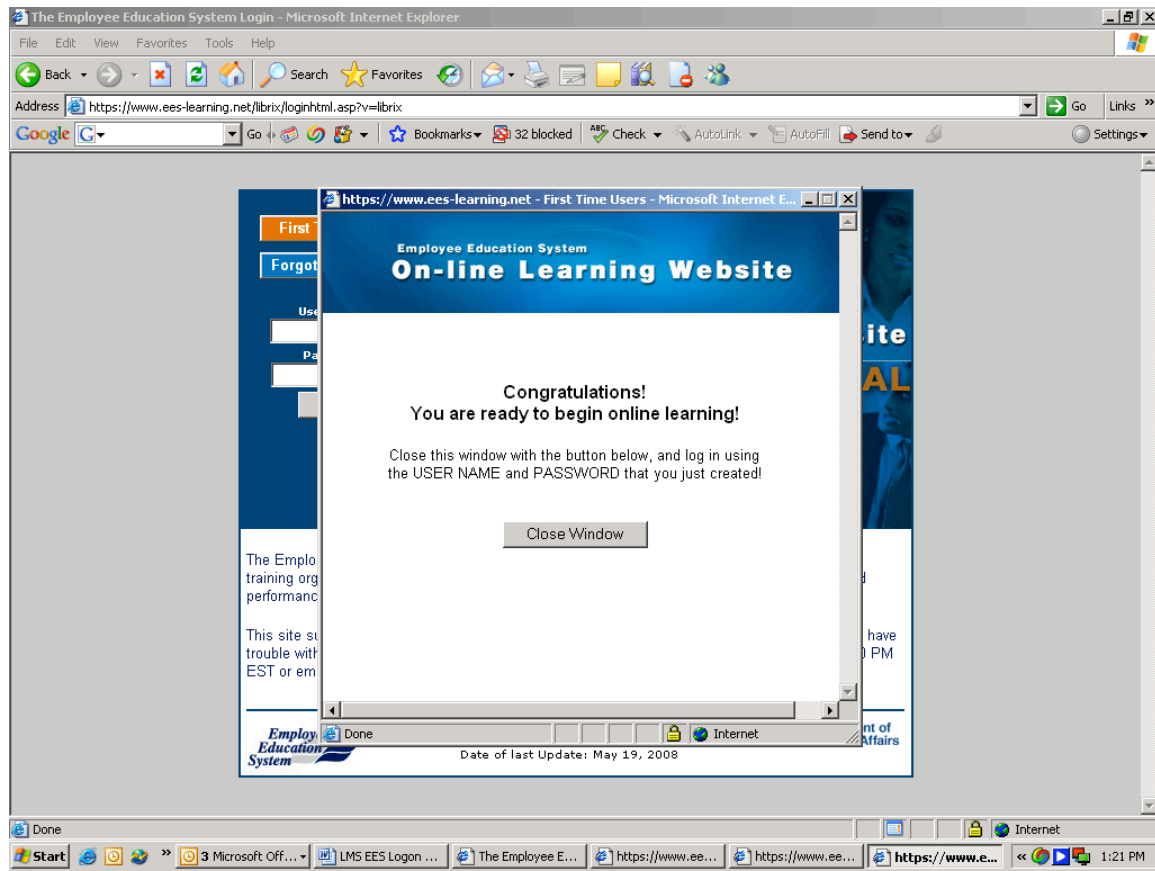 The Employee Education System Login - Microsoft Internet Explorer
File Edit View Favorites Tools Help
Back Search Favorites
Address https://www.ees-learning.net/librix/loginhtml.asp?v=librix Go Links »
Google G Go Bookmarks 32 blocked ABC Check AutoLink AutoFill Send to Settings
https://www.ees-learning.net - First Time Users - Microsoft Internet E...
First
Employee Education System
On-line Learning Website
Forgot
Use
ite
Pa
AL
Congratulations!
You are ready to begin online learning!
Close this window with the button below, and log in using
the USER NAME and PASSWORD that you just created!
Close Window
The Emplo
training org
performanc
This site su have
trouble with PM
EST or em
Employ
Education
System
nt of
Affairs
Done Internet
Date of last Update: May 19, 2008
Done Internet
Start » 3 Microsoft Off... LMS EES Logon ... The Employee E... https://www.ee... https://www.ee... https://www.e... « 1:21 PM